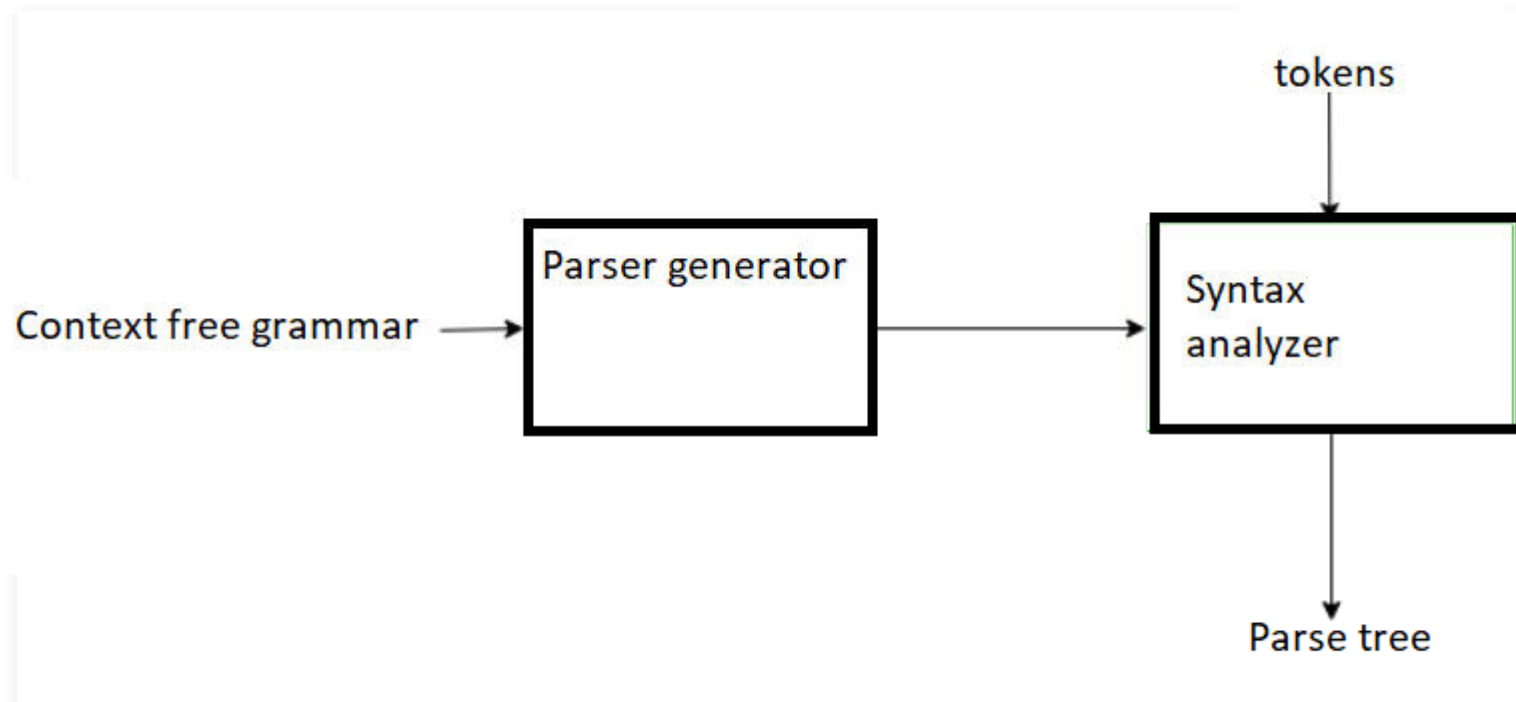 tokens
Parser generator
Context free grammar
Syntax
analyzer
Parse tree